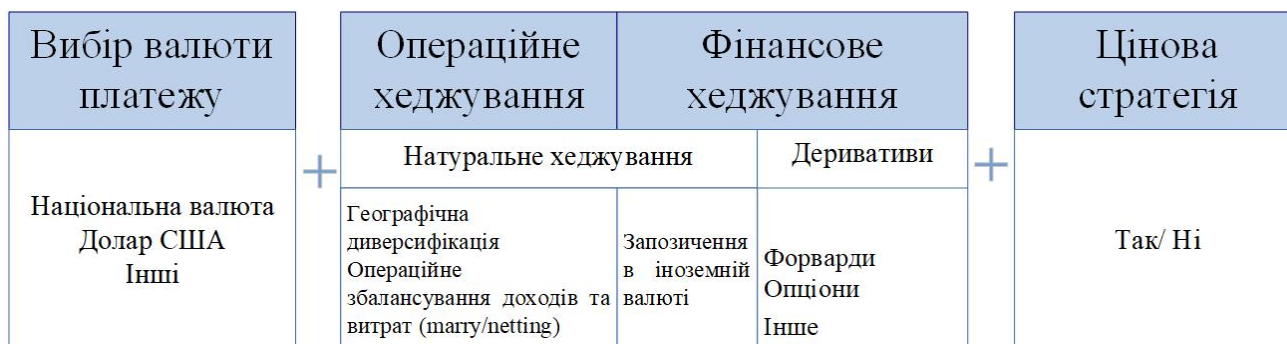 Вибір валюти
платежу
Національна валюта
Долар США
Інші
+
Операційне
хеджування
Фінансове
хеджування
Натуральне хеджування
Деривативи
Географічна
диверсифікація
Операційне
збалансування доходів та
витрат (marry/netting)
Запозичення
в іноземній
валюті
Форварди
Опціони
Інше
+
Цінова
стратегія
Так/ Ні